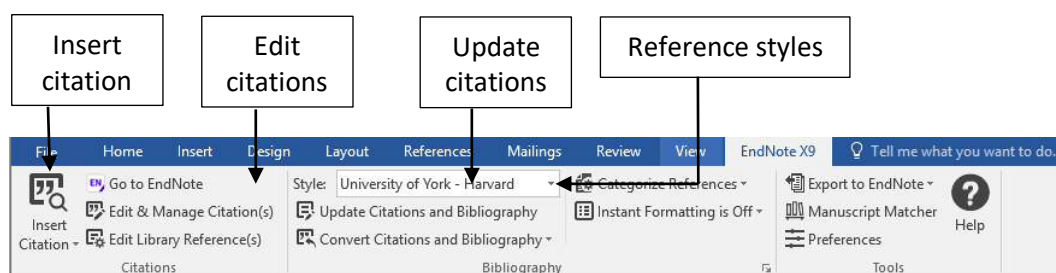 Insert
citation
Edit
citations
Update
citations
Reference styles
File Home Insert Design Layout References Mailings Review View EndNote X9 Tell me what you want to do.
Go to EndNote Style: University of York - Harvard Categorize References Export to EndNote
Insert
Citation
Edit & Manage Citation(s) Update Citations and Bibliography Instant Formatting is Off Manuscript Matcher Help
Edit Library Reference(s) Convert Citations and Bibliography Preferences
Citations Bibliography Tools